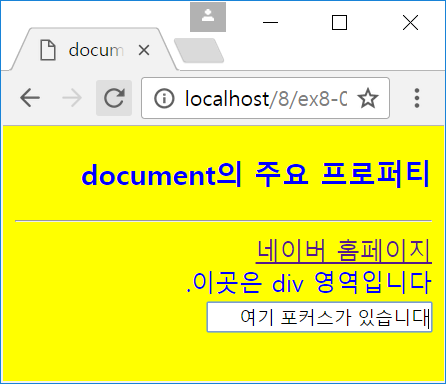 docum
localhost/8/ex8-0
document의 주요 프로퍼티
네이버 홈페이지
.이곳은 div 영역입니다
여기 포커스가 있습니다